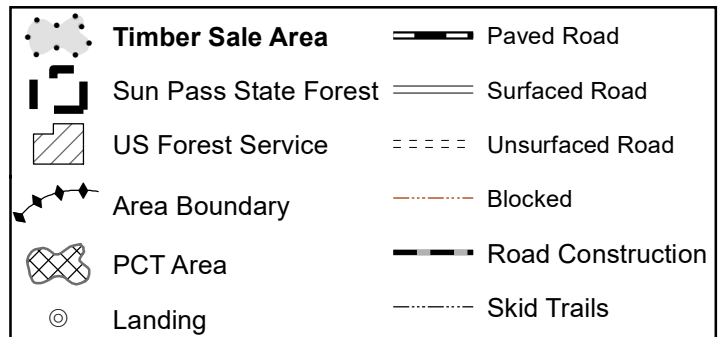 Timber Sale Area
Sun Pass State Forest
US Forest Service
Area Boundary
PCT Area
Landing
Paved Road
Surfaced Road
Unsurfaced Road
Blocked
Road Construction
Skid Trails